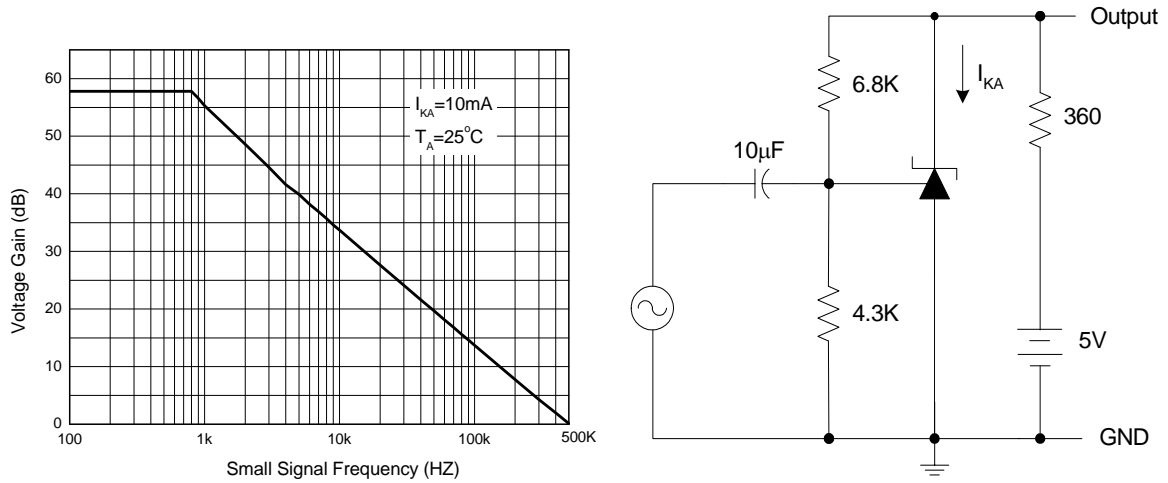 60
50
40
30
20
10
0
Voltage Gain (dB)
I_KA=10mA
T_A=25°C
100 1k 10k 100k 500K
Small Signal Frequency (HZ)
Output
6.8K
I_KA
360
10μF
4.3K
5V
GND